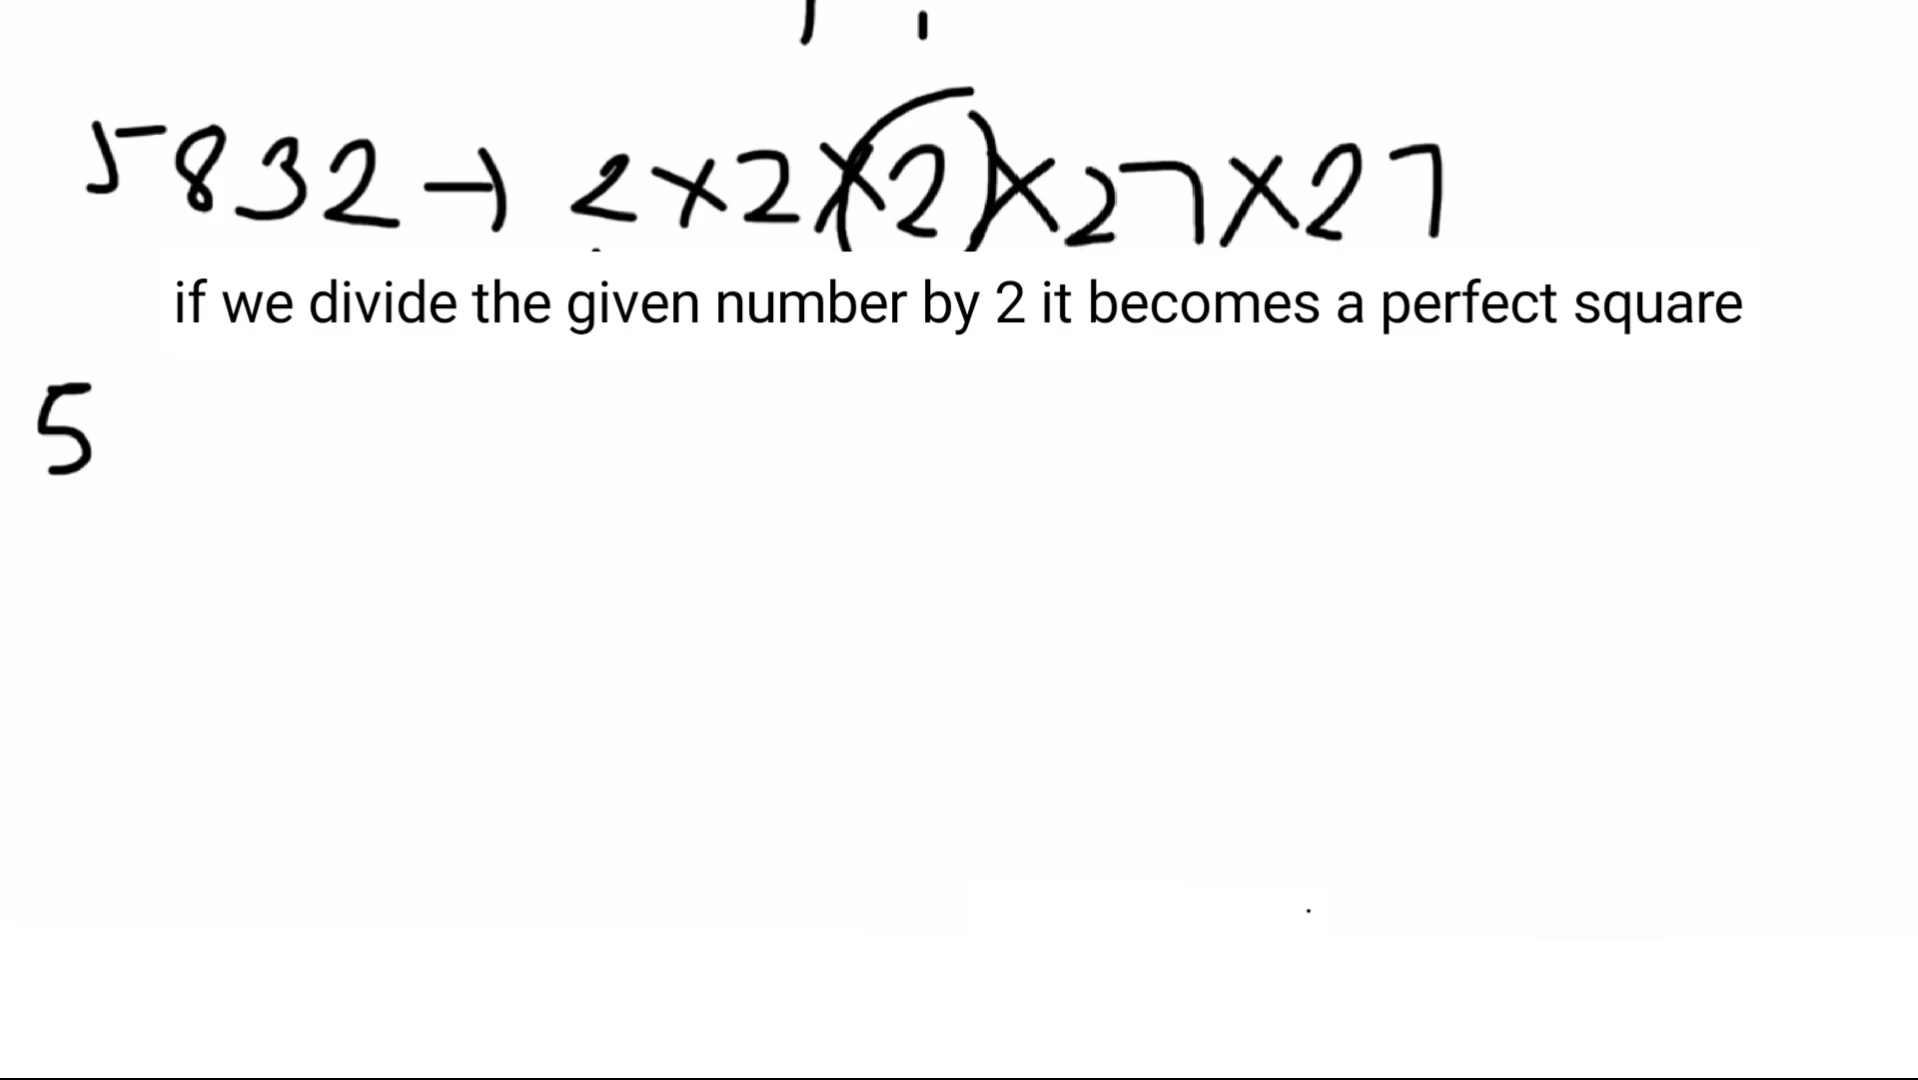 5832 → 2×2×(2)×27×27
if we divide the given number by 2 it becomes a perfect square
5